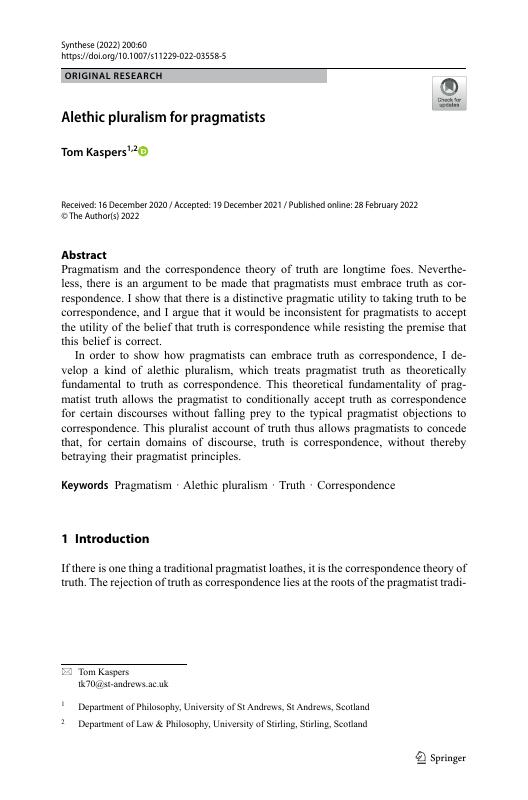 Synthese (2022) 200:60
https://doi.org/10.1007/s11229-022-03558-5
ORIGINAL RESEARCH
Check for
updates
Alethic pluralism for pragmatists
Tom Kaspers1,2
Received: 16 December 2020 / Accepted: 19 December 2021 / Published online: 28 February 2022
© The Author(s) 2022
Abstract
Pragmatism and the correspondence theory of truth are longtime foes. Neverthe-
less, there is an argument to be made that pragmatists must embrace truth as cor-
respondence. I show that there is a distinctive pragmatic utility to taking truth to be
correspondence, and I argue that it would be inconsistent for pragmatists to accept
the utility of the belief that truth is correspondence while resisting the premise that
this belief is correct.
In order to show how pragmatists can embrace truth as correspondence, I de-
velop a kind of alethic pluralism, which treats pragmatist truth as theoretically
fundamental to truth as correspondence. This theoretical fundamentality of prag-
matist truth allows the pragmatist to conditionally accept truth as correspondence
for certain discourses without falling prey to the typical pragmatist objections to
correspondence. This pluralist account of truth thus allows pragmatists to concede
that, for certain domains of discourse, truth is correspondence, without thereby
betraying their pragmatist principles.
Keywords Pragmatism · Alethic pluralism · Truth · Correspondence
1 Introduction
If there is one thing a traditional pragmatist loathes, it is the correspondence theory of
truth. The rejection of truth as correspondence lies at the roots of the pragmatist tradi-
Tom Kaspers
tk70@st-andrews.ac.uk
1 Department of Philosophy, University of St Andrews, St Andrews, Scotland
2 Department of Law & Philosophy, University of Stirling, Stirling, Scotland
Springer